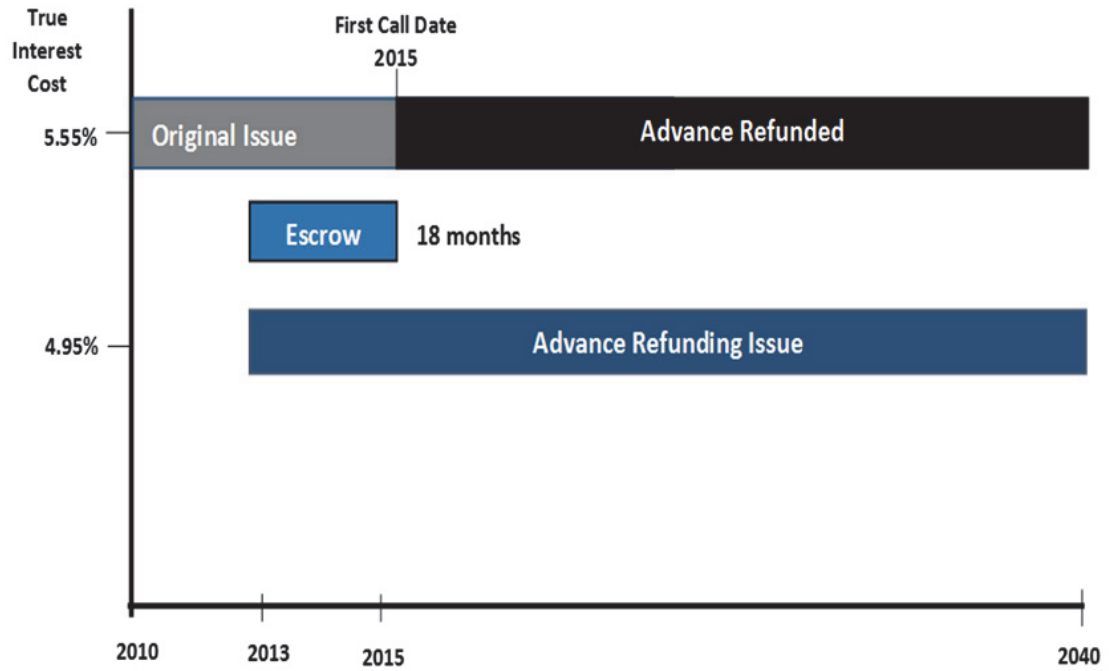 True
Interest
Cost
First Call Date
2015
5.55%
Original Issue
Advance Refunded
Escrow
18 months
4.95%
Advance Refunding Issue
2010
2013
2015
2040